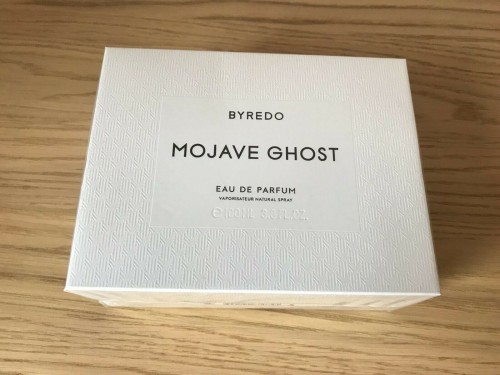 BYREDO
MOJAVE GHOST
EAU DE PARFUM
VAPORISATEUR NATURAL SPRAY